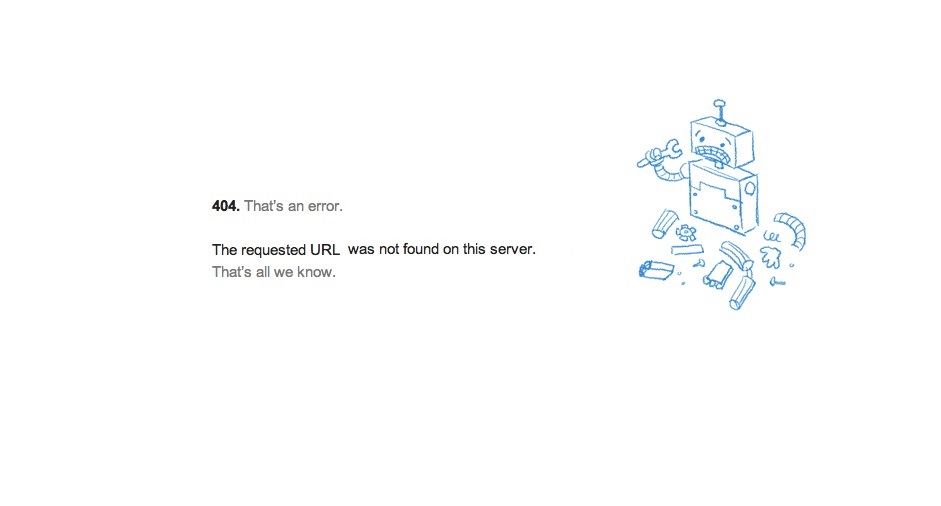 404. That's an error.
The requested URL was not found on this server.
That's all we know.